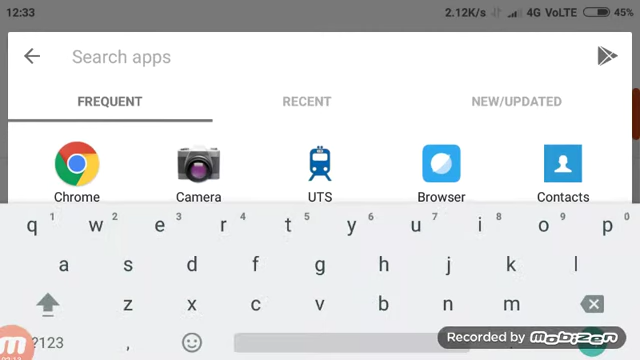 12:33 2.12K/s 4G VoLTE 45%
Search apps
FREQUENT RECENT NEW/UPDATED
Chrome Camera UTS Browser Contacts
q 1 w 2 e 3 r 4 t 5 y 6 u 7 i 8 o 9 p 0
a s d f g h j k l
z x c v b n m
?123 , Recorded by mobizen